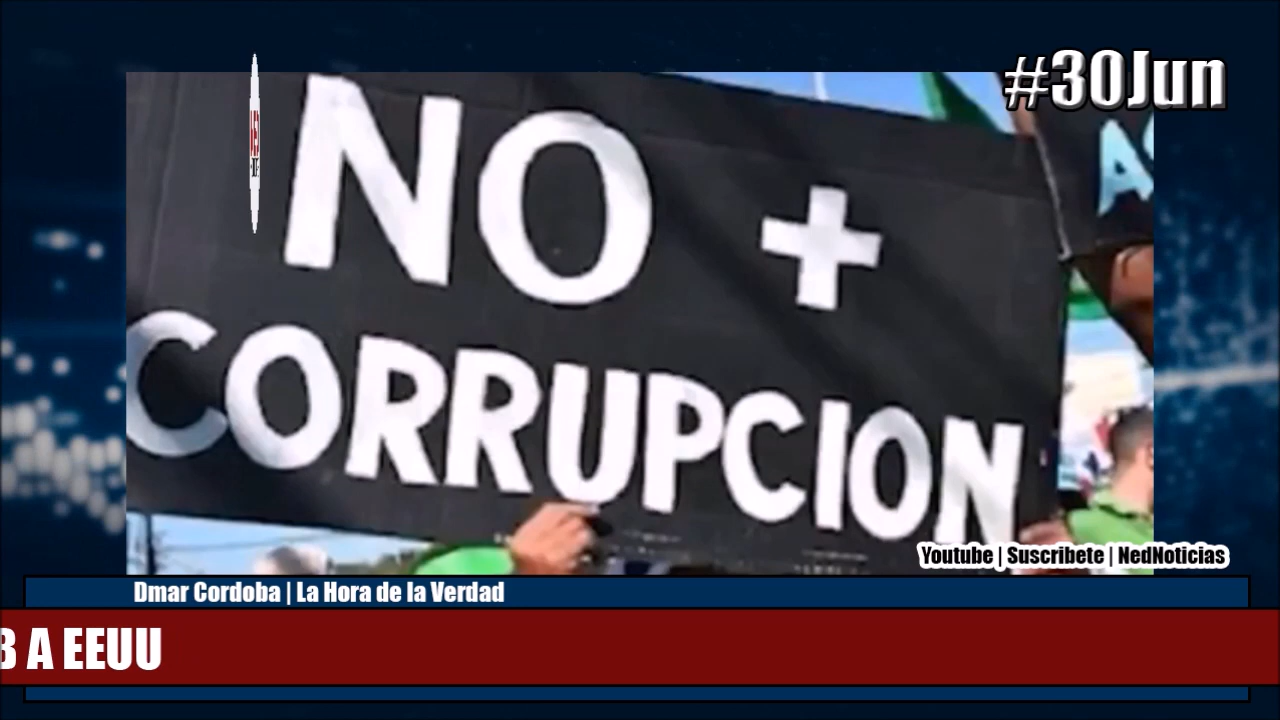 #30Jun
NO +
CORRUPCION
Youtube | Suscribete | NedNoticias
Dmar Cordoba | La Hora de la Verdad
A EEUU